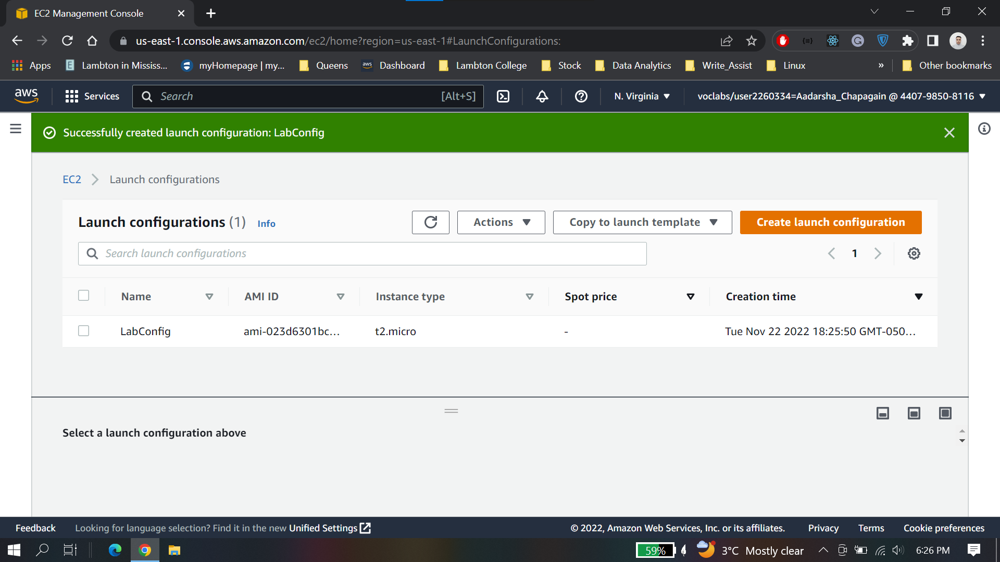 EC2 Management Console
us-east-1.console.aws.amazon.com/ec2/home?region=us-east-1#LaunchConfigurations:
Apps
E Lambton in Mississ...
myHomepage | my...
Queens
aws Dashboard
Lambton College
Stock
Data Analytics
Write_Assist
Linux
»
Other bookmarks
aws
Services
Search [Alt+S]
N. Virginia
voclabs/user2260334=Aadarsha_Chapagain @ 4407-9850-8116
Successfully created launch configuration: LabConfig
EC2 Launch configurations
Launch configurations (1) Info
Actions
Copy to launch template
Create launch configuration
Search launch configurations
1
Name AMI ID Instance type Spot price Creation time
LabConfig ami-023d6301bc... t2.micro - Tue Nov 22 2022 18:25:50 GMT-050...
Select a launch configuration above
Feedback Looking for language selection? Find it in the new Unified Settings © 2022, Amazon Web Services, Inc. or its affiliates. Privacy Terms Cookie preferences
59% 3°C Mostly clear 6:26 PM